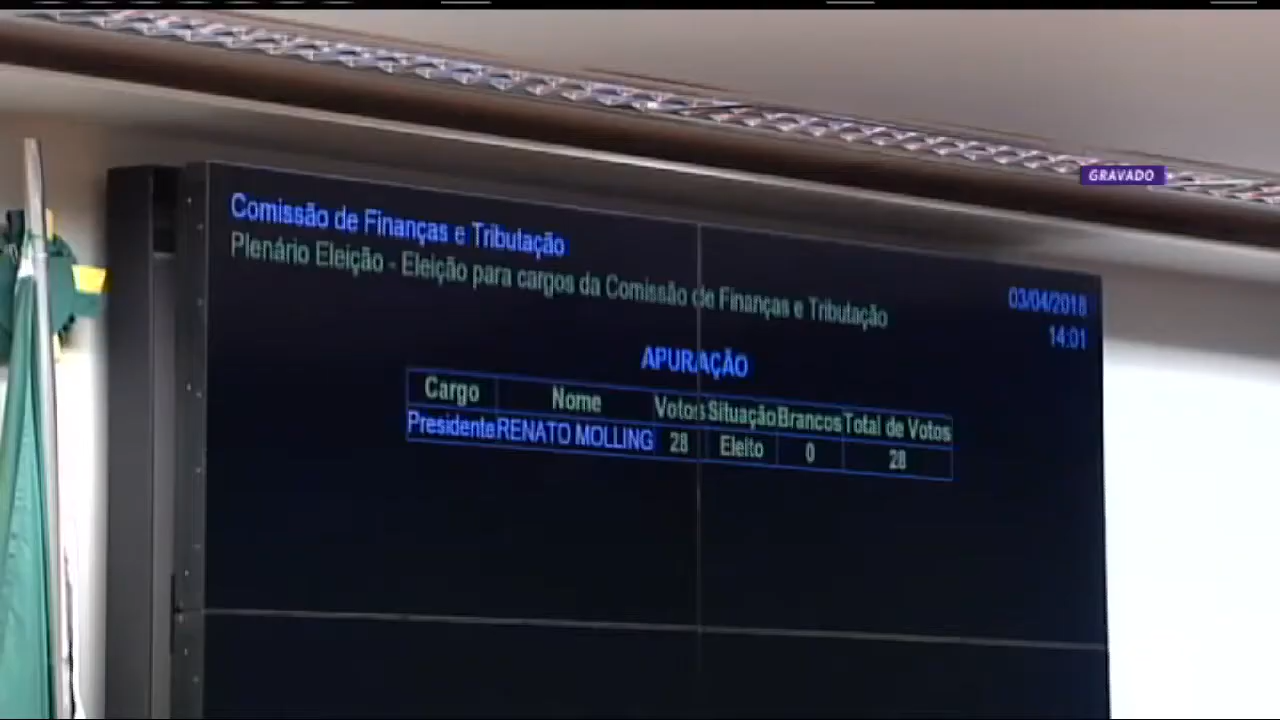 GRAVADO
Comissão de Finanças e Tributação
Plenário Eleição - Eleição para cargos da Comissão de Finanças e Tributação
03/04/2018
14:01
APURAÇÃO
Cargo Nome Votos Situação Brancos Total de Votos
Presidente RENATO MOLLING 28 Eleito 0 28